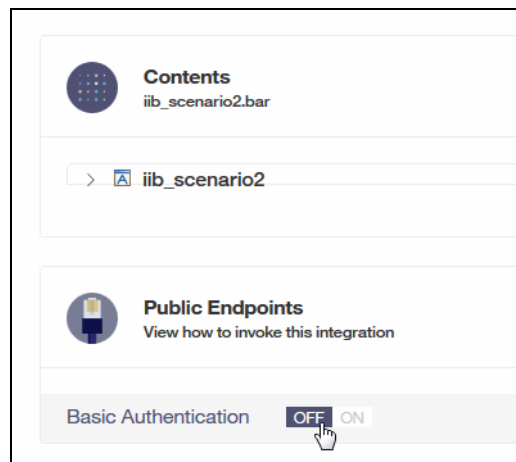 Contents
iib_scenario2.bar
A iib_scenario2
Public Endpoints
View how to invoke this integration
Basic Authentication OFF ON